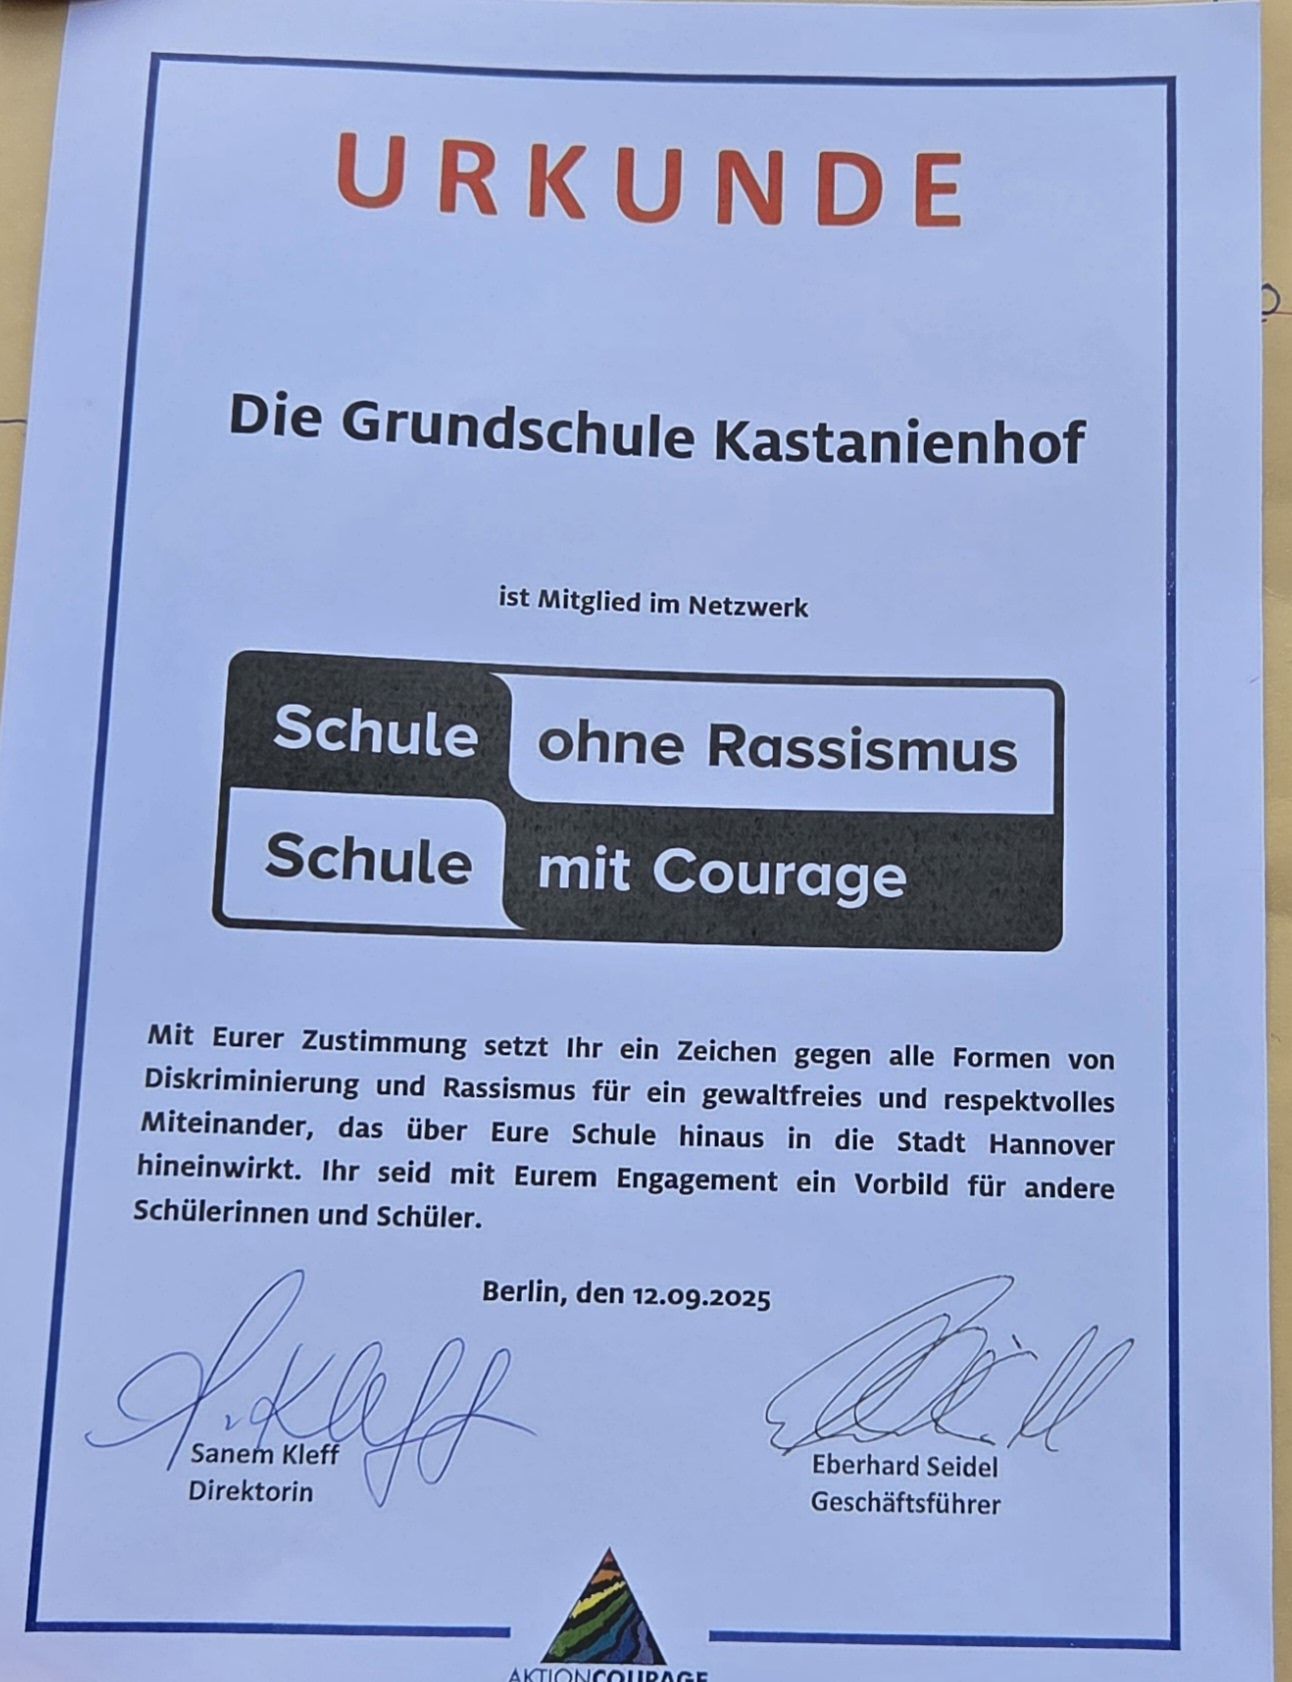 URKUNDE
Die Grundschule Kastanienhof
ist Mitglied im Netzwerk
Schule ohne Rassismus
Schule mit Courage
Mit Eurer Zustimmung setzt Ihr ein Zeichen gegen alle Formen von
Diskriminierung und Rassismus für ein gewaltfreies und respektvolles
Miteinander, das über Eure Schule hinaus in die Stadt Hannover
hineinwirkt. Ihr seid mit Eurem Engagement ein Vorbild für andere
Schülerinnen und Schüler.
Berlin, den 12.09.2025
S. Kleff
Sanem Kleff
Direktorin
Eberhard Seidel
Geschäftsführer
AKTIONCOURAGE